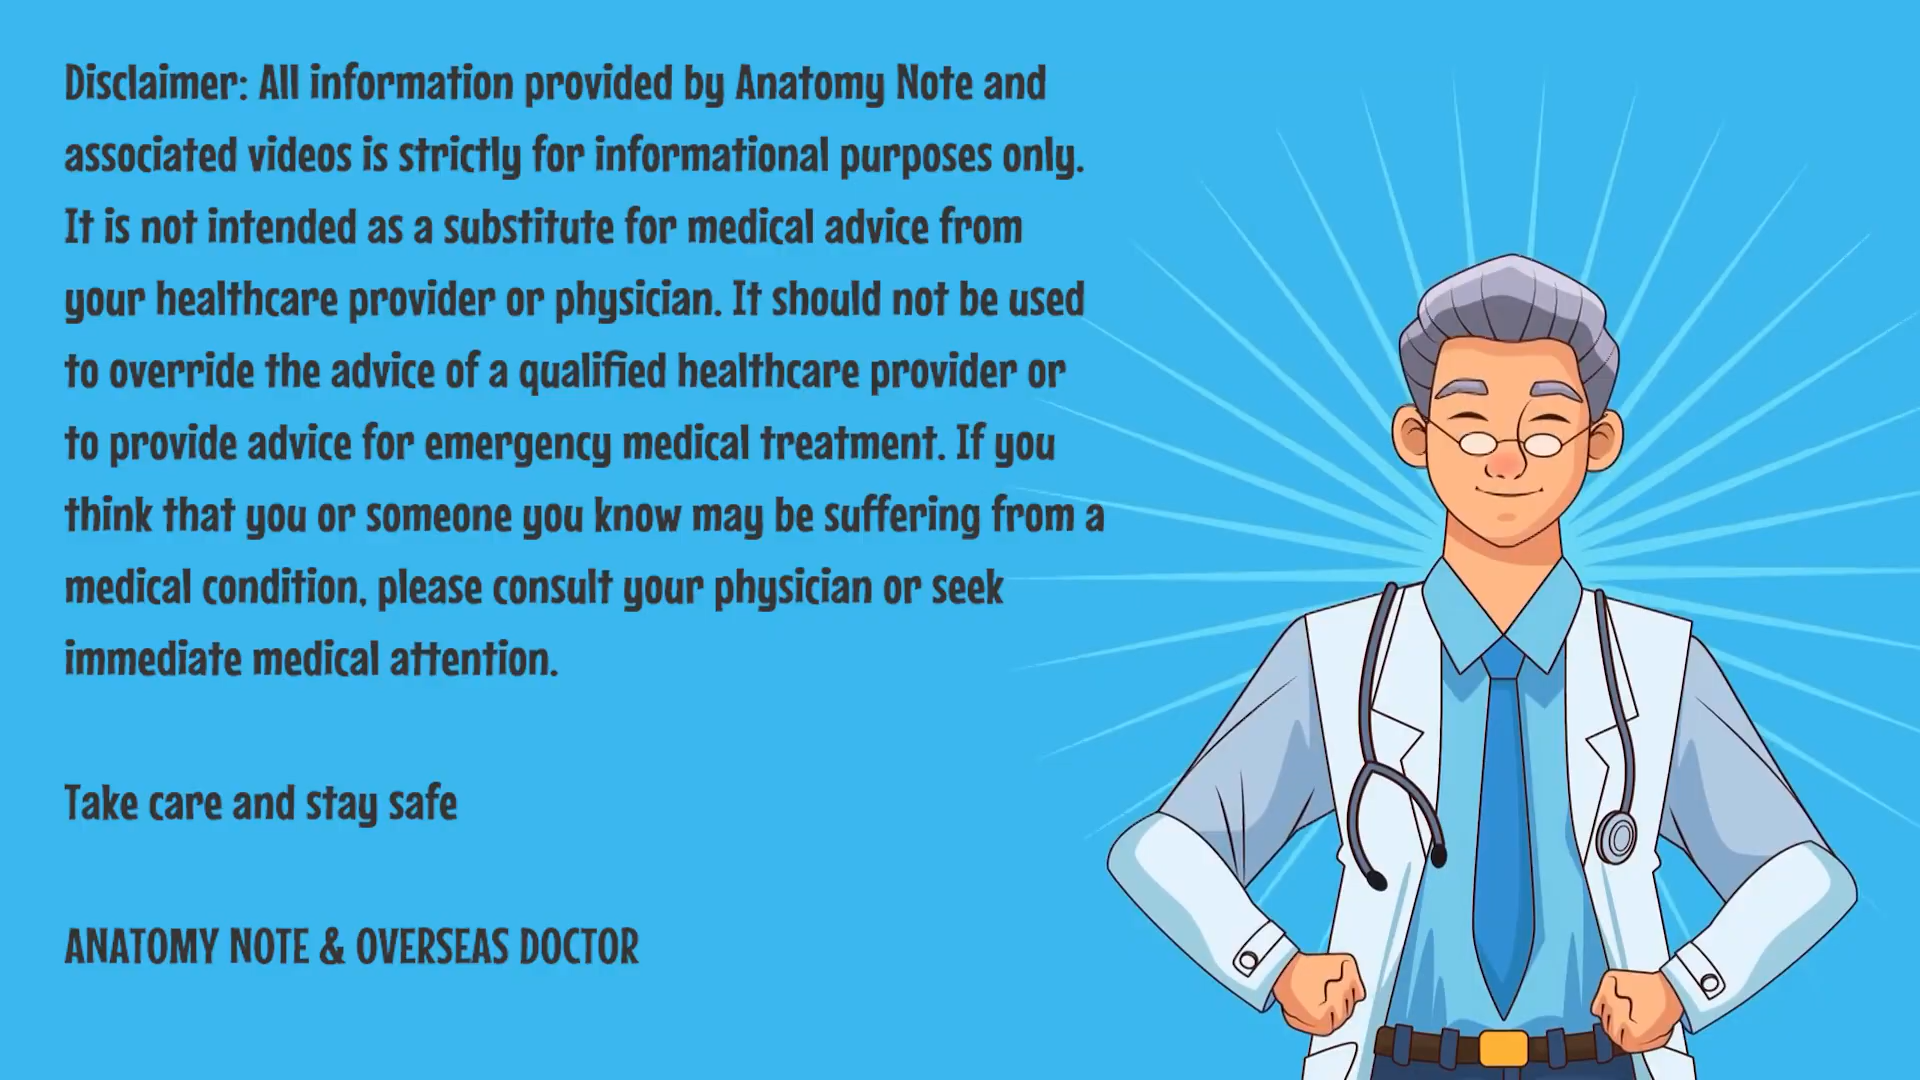 Disclaimer: All information provided by Anatomy Note and
associated videos is strictly for informational purposes only.
It is not intended as a substitute for medical advice from
your healthcare provider or physician. It should not be used
to override the advice of a qualified healthcare provider or
to provide advice for emergency medical treatment. If you
think that you or someone you know may be suffering from a
medical condition, please consult your physician or seek
immediate medical attention.
Take care and stay safe
ANATOMY NOTE & OVERSEAS DOCTOR